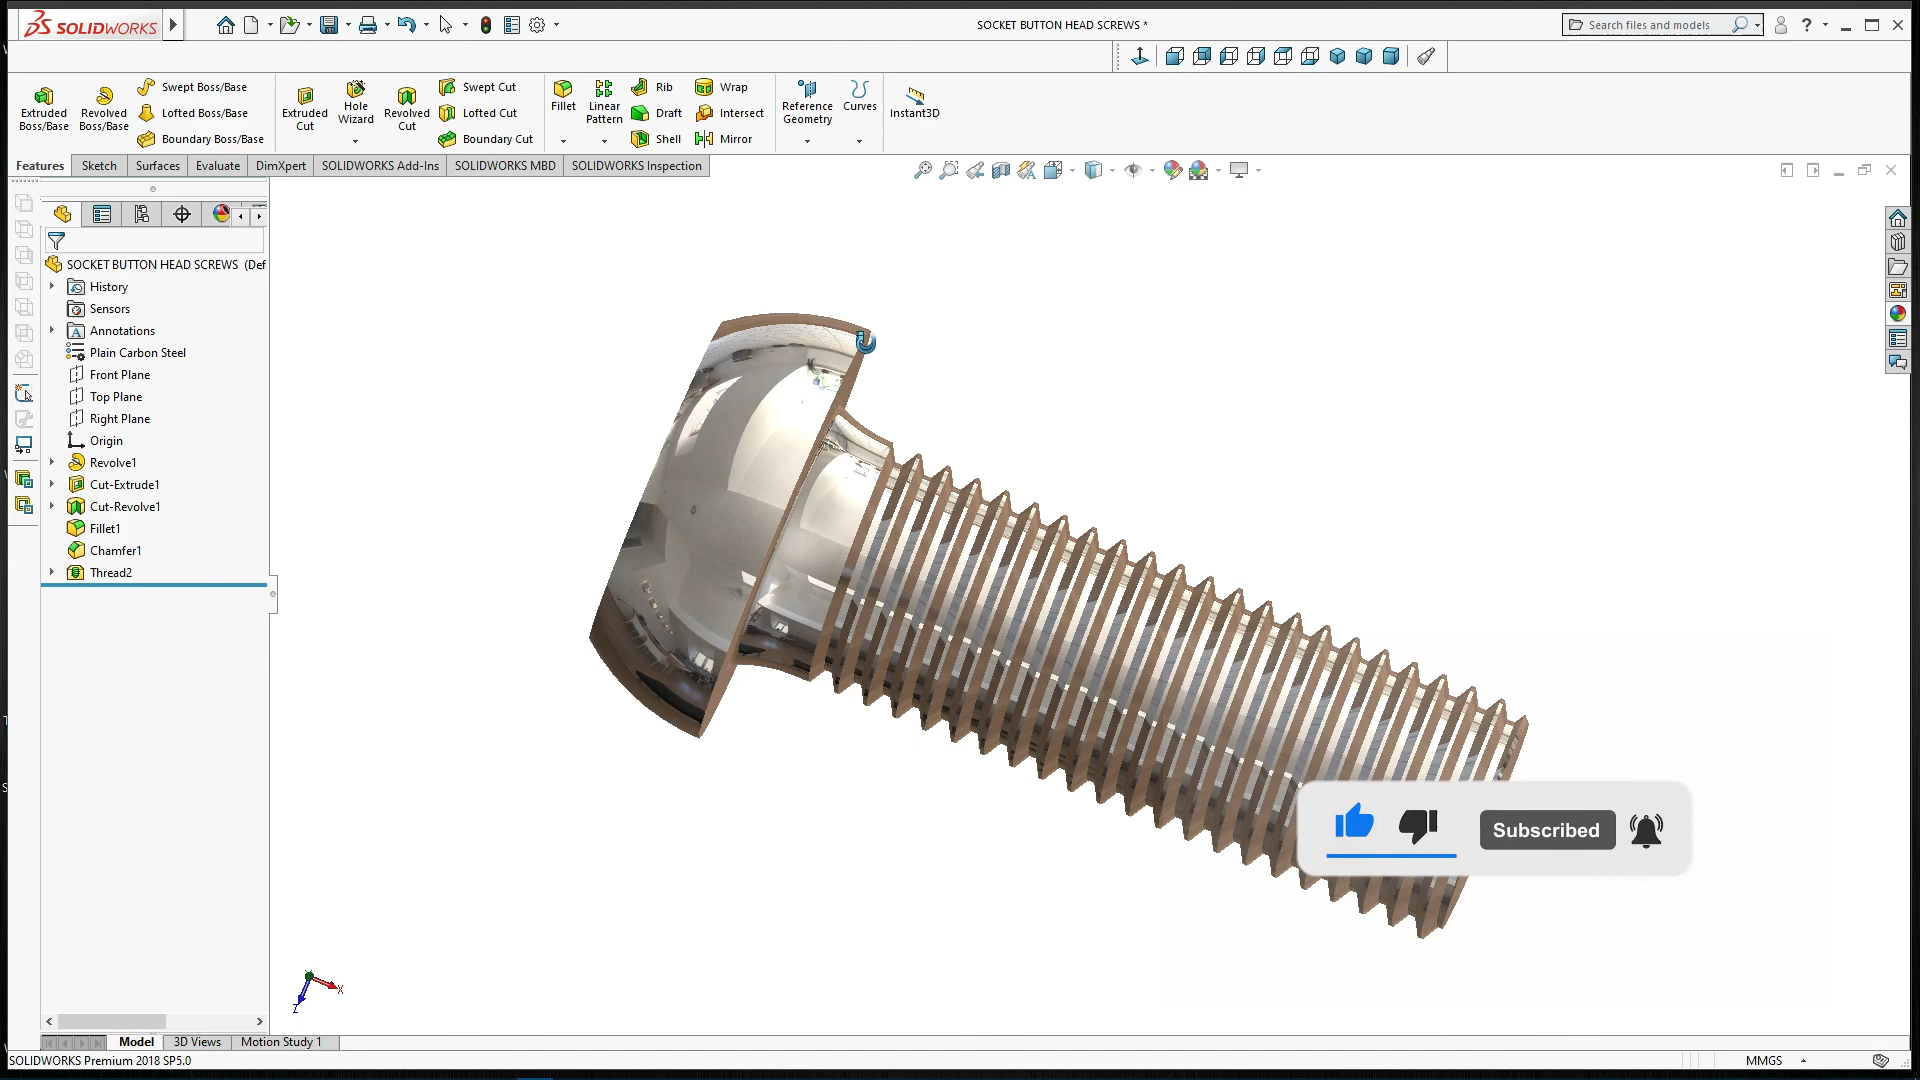 SOLIDWORKS
SOCKET BUTTON HEAD SCREWS *
Search files and models
?
Extruded Boss/Base
Revolved Boss/Base
Swept Boss/Base
Lofted Boss/Base
Boundary Boss/Base
Extruded Cut
Hole Wizard
Revolved Cut
Swept Cut
Lofted Cut
Boundary Cut
Fillet
Linear Pattern
Rib
Draft
Shell
Wrap
Intersect
Mirror
Reference Geometry
Curves
Instant3D
Features
Sketch
Surfaces
Evaluate
DimXpert
SOLIDWORKS Add-Ins
SOLIDWORKS MBD
SOLIDWORKS Inspection
SOCKET BUTTON HEAD SCREWS (Def
History
Sensors
Annotations
Plain Carbon Steel
Front Plane
Top Plane
Right Plane
Origin
Revolve1
Cut-Extrude1
Cut-Revolve1
Fillet1
Chamfer1
Thread2
Subscribed
X
Z
Model
3D Views
Motion Study 1
SOLIDWORKS Premium 2018 SP5.0
MMGS